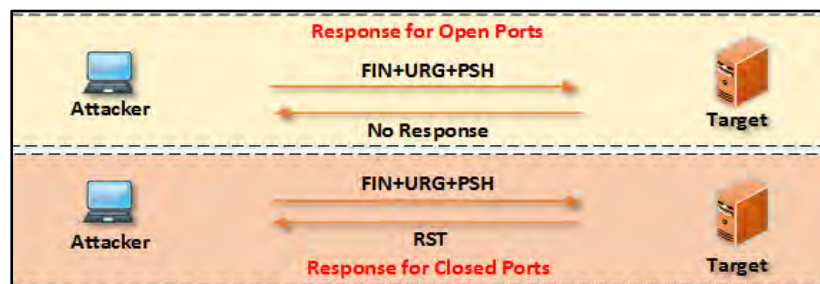 Response for Open Ports
FIN+URG+PSH
Attacker
No Response
Target
FIN+URG+PSH
Attacker
RST
Target
Response for Closed Ports